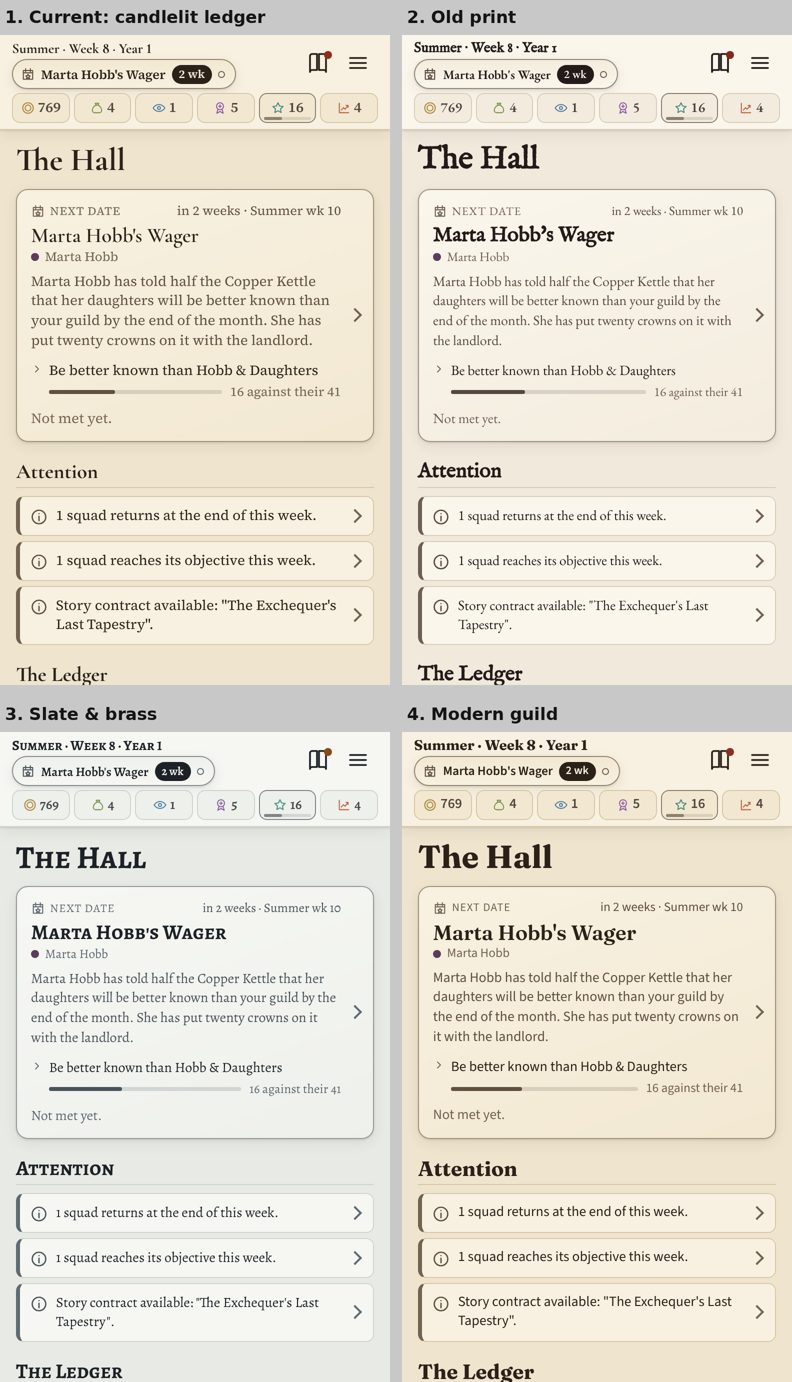 1. Current: candlelit ledger
Summer · Week 8 · Year 1
Marta Hobb's Wager 2 wk
769 4 1 5 16 4
The Hall
NEXT DATE in 2 weeks · Summer wk 10
Marta Hobb's Wager
Marta Hobb
Marta Hobb has told half the Copper Kettle
that her daughters will be better known than
your guild by the end of the month. She has
put twenty crowns on it with the landlord.
Be better known than Hobb & Daughters
16 against their 41
Not met yet.
Attention
1 squad returns at the end of this week.
1 squad reaches its objective this week.
Story contract available: "The Exchequer's
Last Tapestry".
The Ledger
2. Old print
Summer · Week 8 · Year 1
Marta Hobb's Wager 2 wk
769 4 1 5 16 4
The Hall
NEXT DATE in 2 weeks · Summer wk 10
Marta Hobb’s Wager
Marta Hobb
Marta Hobb has told half the Copper Kettle that her
daughters will be better known than your guild by the
end of the month. She has put twenty crowns on it with
the landlord.
Be better known than Hobb & Daughters
16 against their 41
Not met yet.
Attention
1 squad returns at the end of this week.
1 squad reaches its objective this week.
Story contract available: "The Exchequer's Last
Tapestry".
The Ledger
3. Slate & brass
Summer · Week 8 · Year 1
Marta Hobb's Wager 2 wk
769 4 1 5 16 4
The Hall
NEXT DATE in 2 weeks · Summer wk 10
Marta Hobb's Wager
Marta Hobb
Marta Hobb has told half the Copper Kettle that her
daughters will be better known than your guild by the
end of the month. She has put twenty crowns on it
with the landlord.
Be better known than Hobb & Daughters
16 against their 41
Not met yet.
Attention
1 squad returns at the end of this week.
1 squad reaches its objective this week.
Story contract available: "The Exchequer's Last
Tapestry".
The Ledger
4. Modern guild
Summer · Week 8 · Year 1
Marta Hobb's Wager 2 wk
769 4 1 5 16 4
The Hall
NEXT DATE in 2 weeks · Summer wk 10
Marta Hobb's Wager
Marta Hobb
Marta Hobb has told half the Copper Kettle that her
daughters will be better known than your guild by
the end of the month. She has put twenty crowns on
it with the landlord.
Be better known than Hobb & Daughters
16 against their 41
Not met yet.
Attention
1 squad returns at the end of this week.
1 squad reaches its objective this week.
Story contract available: "The Exchequer's Last
Tapestry".
The Ledger